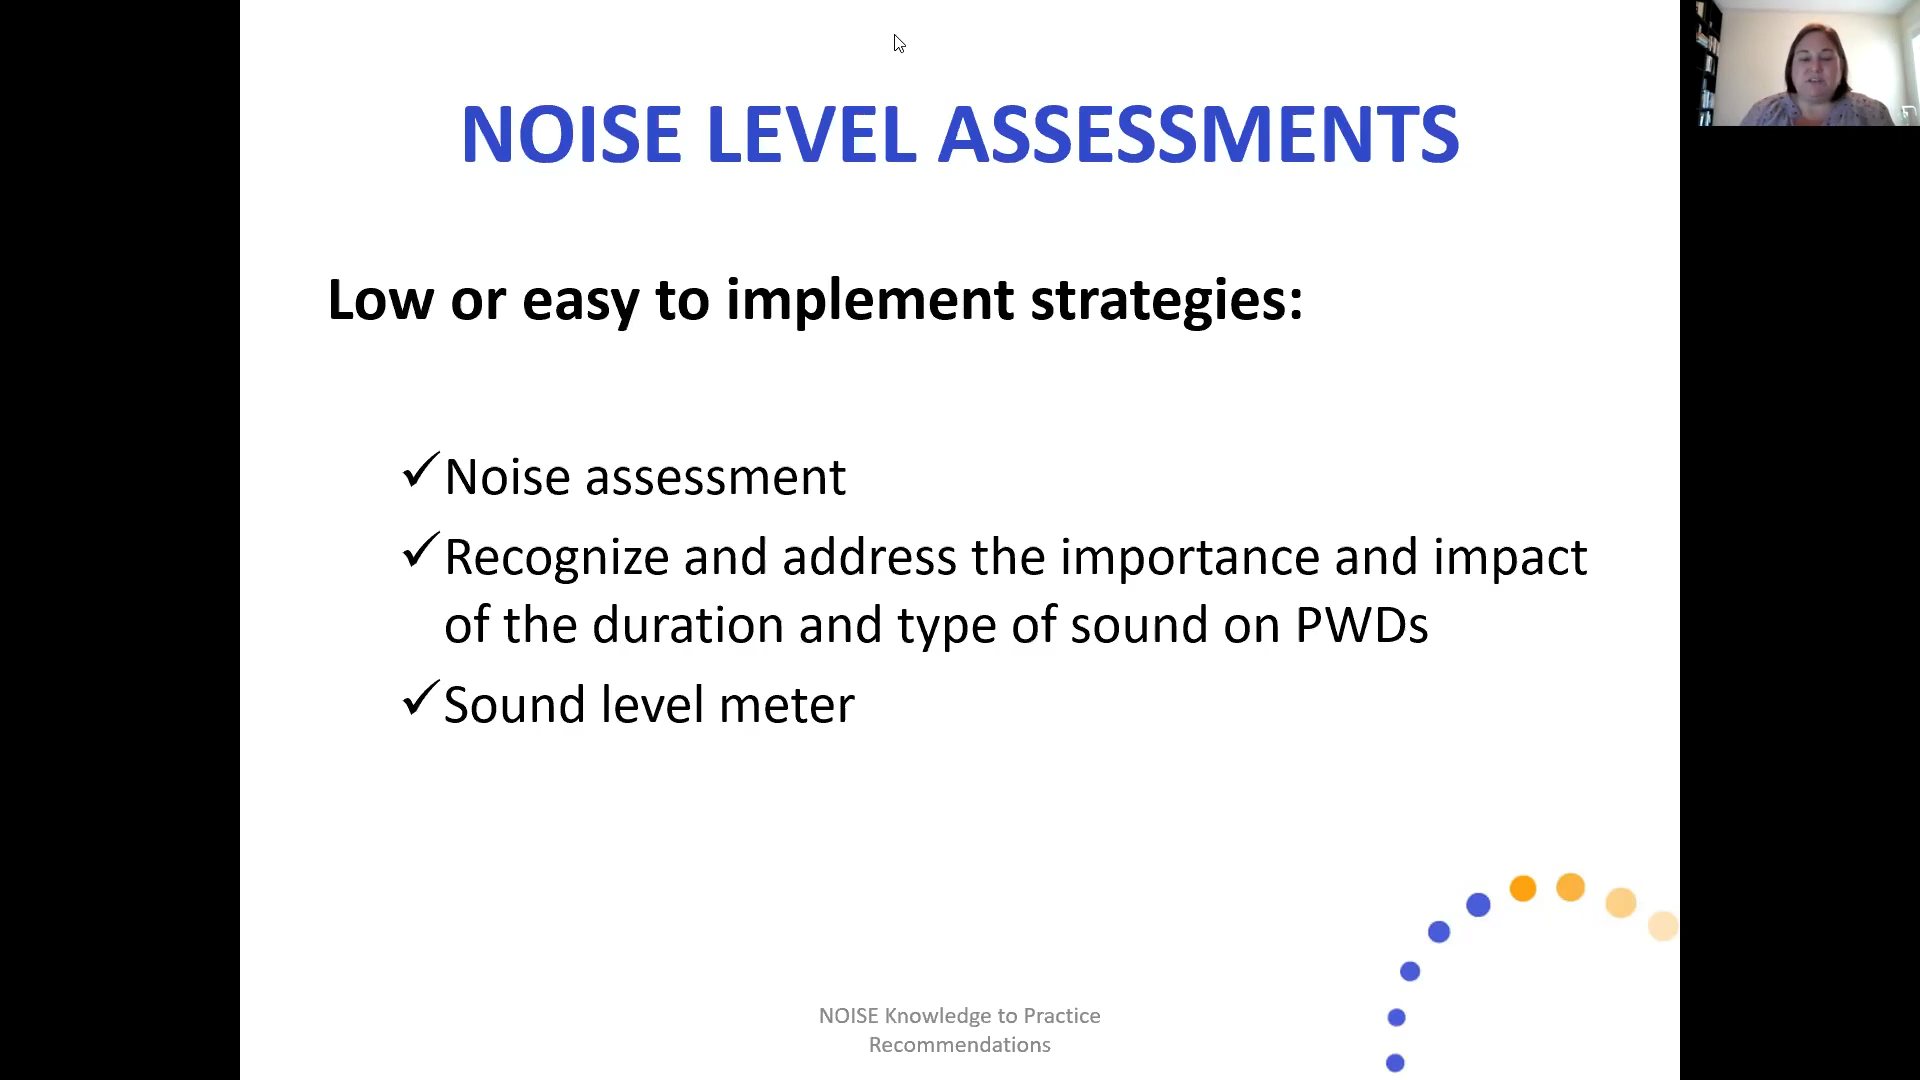 NOISE LEVEL ASSESSMENTS
Low or easy to implement strategies:
✓Noise assessment
✓Recognize and address the importance and impact
of the duration and type of sound on PWDs
✓Sound level meter
NOISE Knowledge to Practice
Recommendations